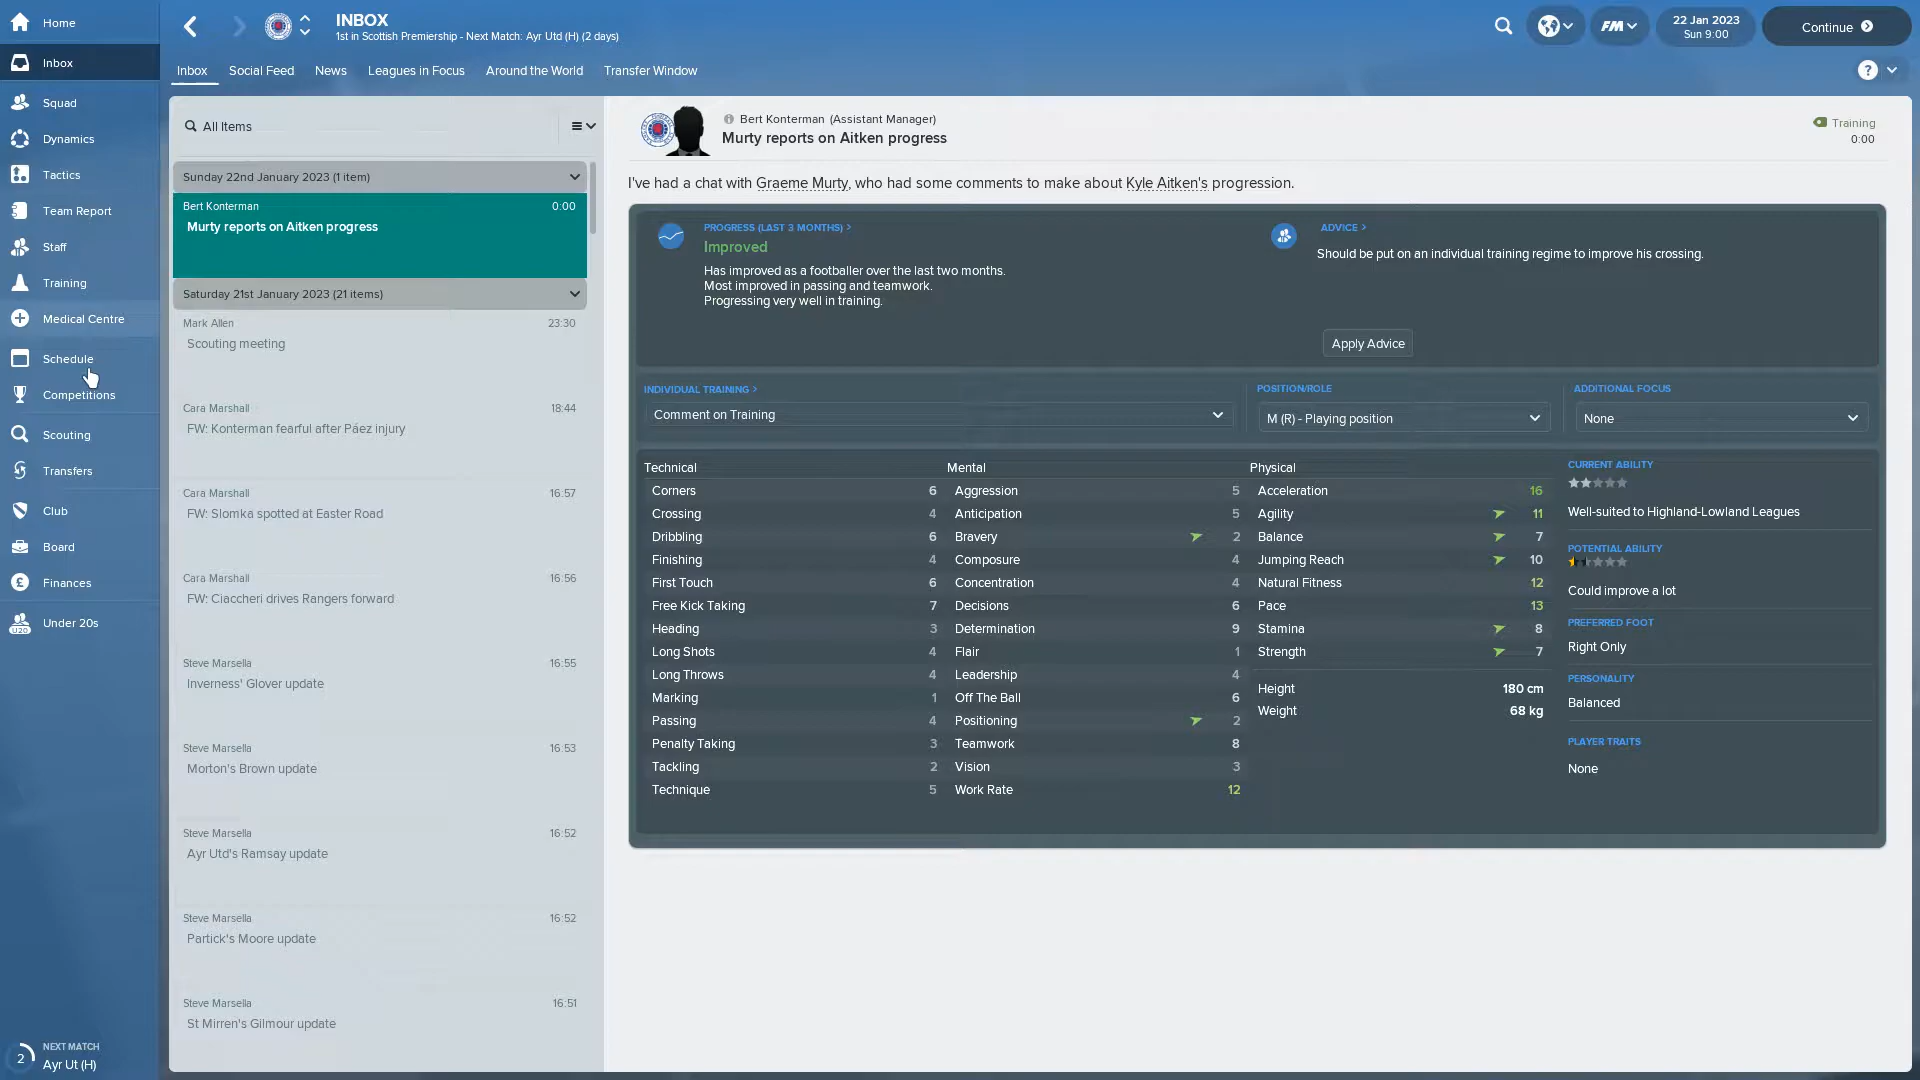 Home
Inbox
Squad
Dynamics
Tactics
Team Report
Staff
Training
Medical Centre
Schedule
Competitions
Scouting
Transfers
Club
Board
Finances
Under 20s
2
NEXT MATCH
Ayr Ut (H)
INBOX
1st in Scottish Premiership - Next Match: Ayr Utd (H) (2 days)
FM
22 Jan 2023
Sun 9:00
Continue
Inbox Social Feed News Leagues in Focus Around the World Transfer Window
?
All Items
Sunday 22nd January 2023 (1 item)
Bert Konterman 0:00
Murty reports on Aitken progress
Saturday 21st January 2023 (21 items)
Mark Allen 23:30
Scouting meeting
Cara Marshall 18:44
FW: Konterman fearful after Páez injury
Cara Marshall 16:57
FW: Slomka spotted at Easter Road
Cara Marshall 16:56
FW: Ciaccheri drives Rangers forward
Steve Marsella 16:55
Inverness' Glover update
Steve Marsella 16:53
Morton's Brown update
Steve Marsella 16:52
Ayr Utd's Ramsay update
Steve Marsella 16:52
Partick's Moore update
Steve Marsella 16:51
St Mirren's Gilmour update
Bert Konterman (Assistant Manager)
Murty reports on Aitken progress
Training
0:00
I've had a chat with Graeme Murty, who had some comments to make about Kyle Aitken's progression.
PROGRESS (LAST 3 MONTHS) >
Improved
Has improved as a footballer over the last two months.
Most improved in passing and teamwork.
Progressing very well in training.
ADVICE >
Should be put on an individual training regime to improve his crossing.
Apply Advice
INDIVIDUAL TRAINING >
Comment on Training
POSITION/ROLE
M (R) - Playing position
ADDITIONAL FOCUS
None
Technical
Corners 6
Crossing 4
Dribbling 6
Finishing 4
First Touch 6
Free Kick Taking 7
Heading 3
Long Shots 4
Long Throws 4
Marking 1
Passing 4
Penalty Taking 3
Tackling 2
Technique 5
Mental
Aggression 5
Anticipation 5
Bravery 2
Composure 4
Concentration 4
Decisions 6
Determination 9
Flair 1
Leadership 4
Off The Ball 6
Positioning 2
Teamwork 8
Vision 3
Work Rate 12
Physical
Acceleration 16
Agility 11
Balance 7
Jumping Reach 10
Natural Fitness 12
Pace 13
Stamina 8
Strength 7
Height 180 cm
Weight 68 kg
CURRENT ABILITY
Well-suited to Highland-Lowland Leagues
POTENTIAL ABILITY
Could improve a lot
PREFERRED FOOT
Right Only
PERSONALITY
Balanced
PLAYER TRAITS
None